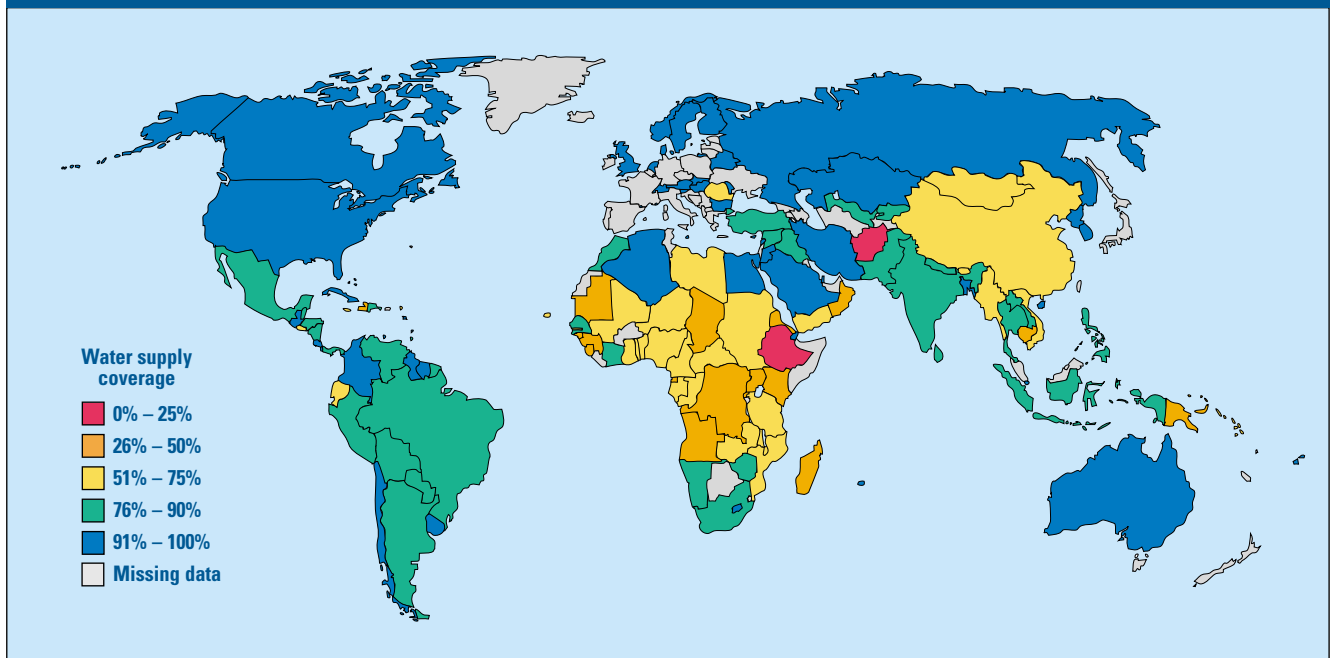 Water supply
coverage
0% – 25%
26% – 50%
51% – 75%
76% – 90%
91% – 100%
Missing data